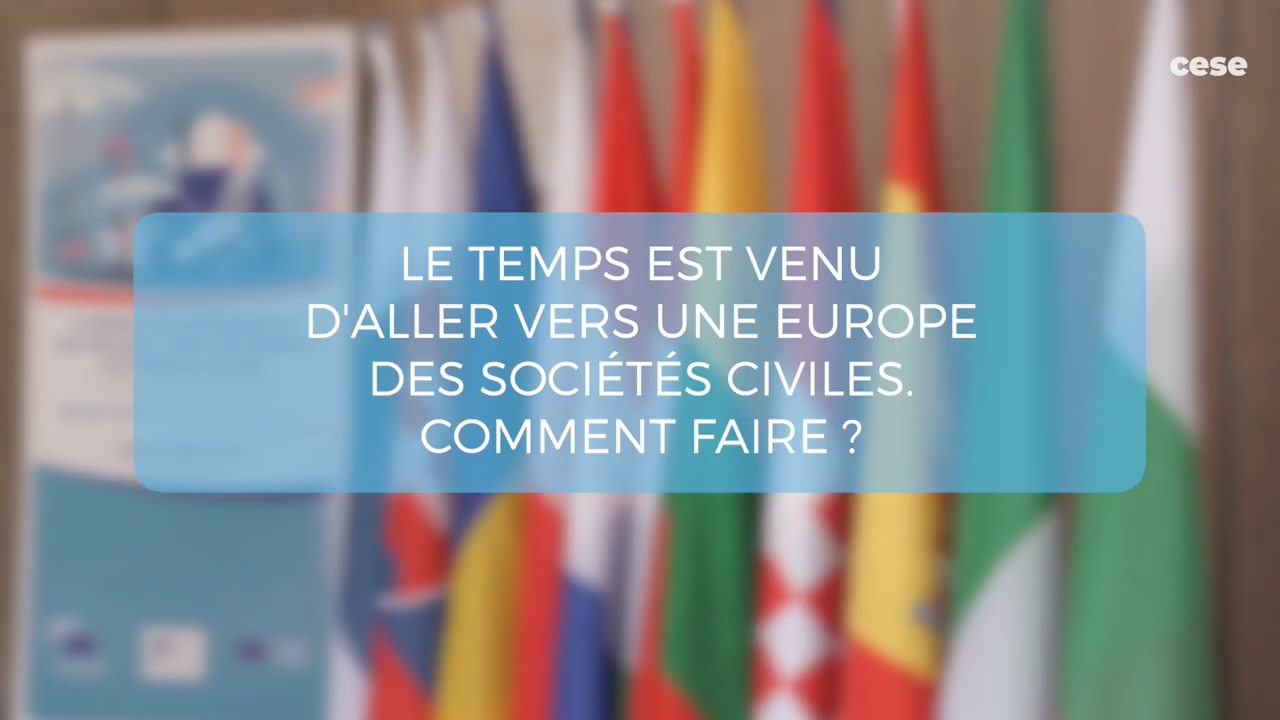 cese
LE TEMPS EST VENU
D'ALLER VERS UNE EUROPE
DES SOCIÉTÉS CIVILES.
COMMENT FAIRE ?